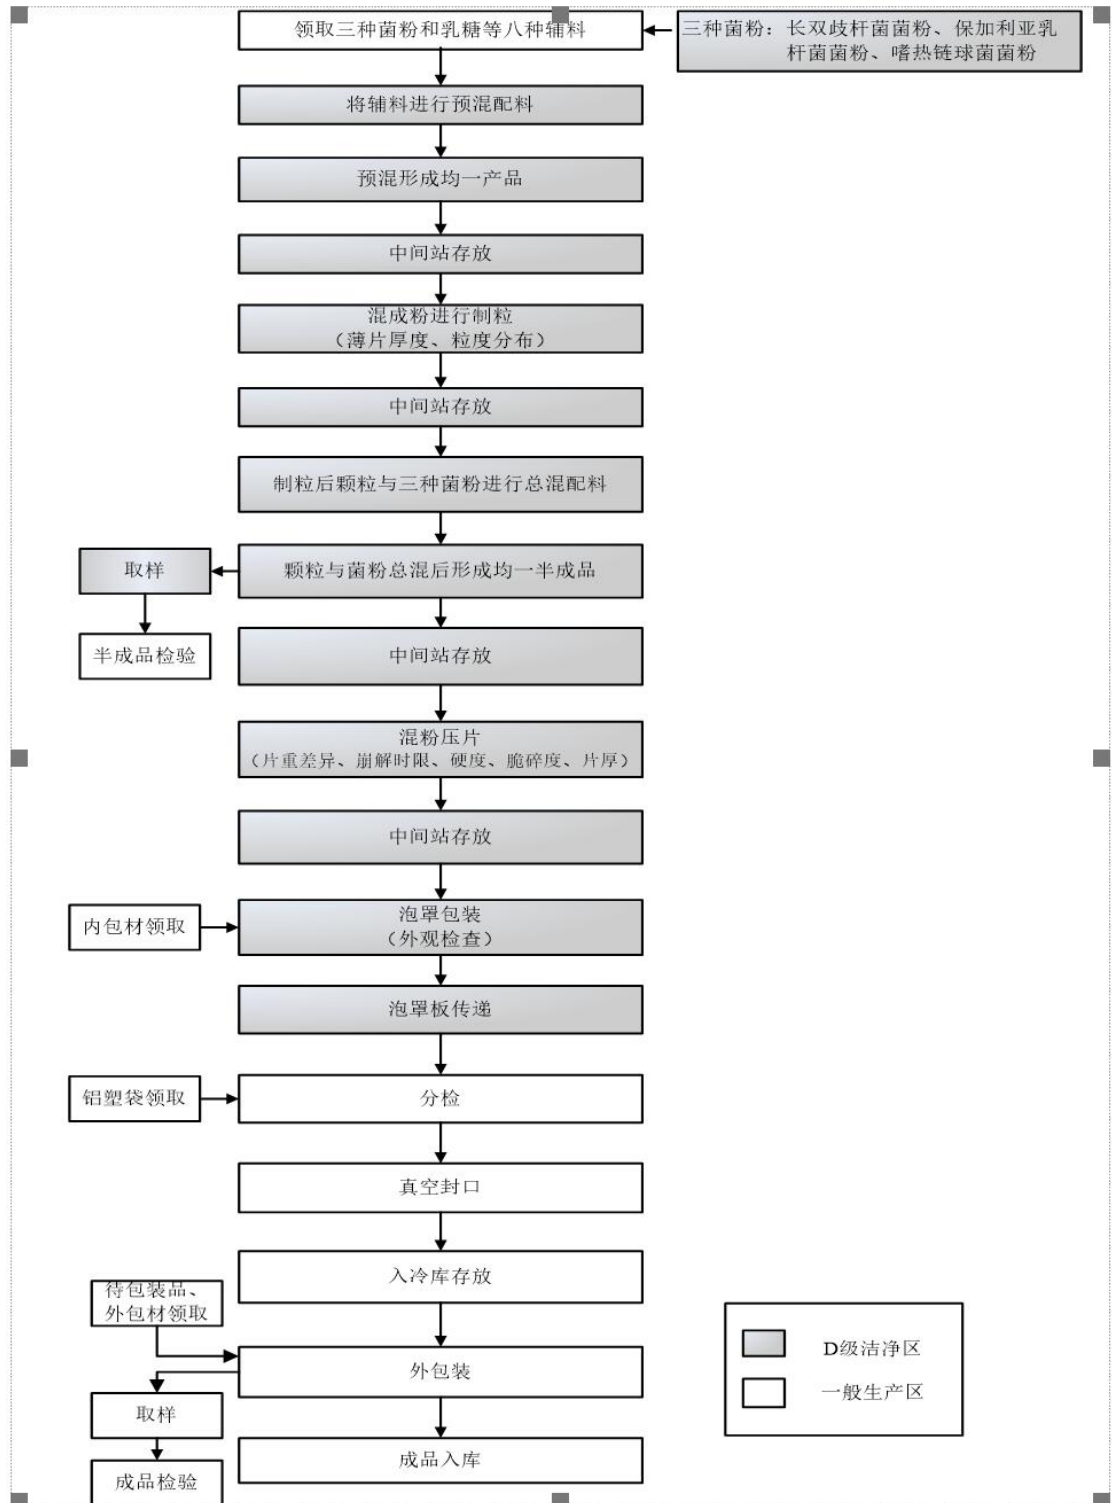 领取三种菌粉和乳糖等八种辅料
三种菌粉：长双歧杆菌菌粉、保加利亚乳
杆菌菌粉、嗜热链球菌菌粉
将辅料进行预混配料
预混形成均一产品
中间站存放
混成粉进行制粒
（薄片厚度、粒度分布）
中间站存放
制粒后颗粒与三种菌粉进行总混配料
取样
颗粒与菌粉总混后形成均一半成品
半成品检验
中间站存放
混粉压片
（片重差异、崩解时限、硬度、脆碎度、片厚）
中间站存放
内包材领取
泡罩包装
（外观检查）
泡罩板传递
铝塑袋领取
分检
真空封口
入冷库存放
待包装品、
外包材领取
外包装
取样
成品检验
成品入库
D级洁净区
一般生产区